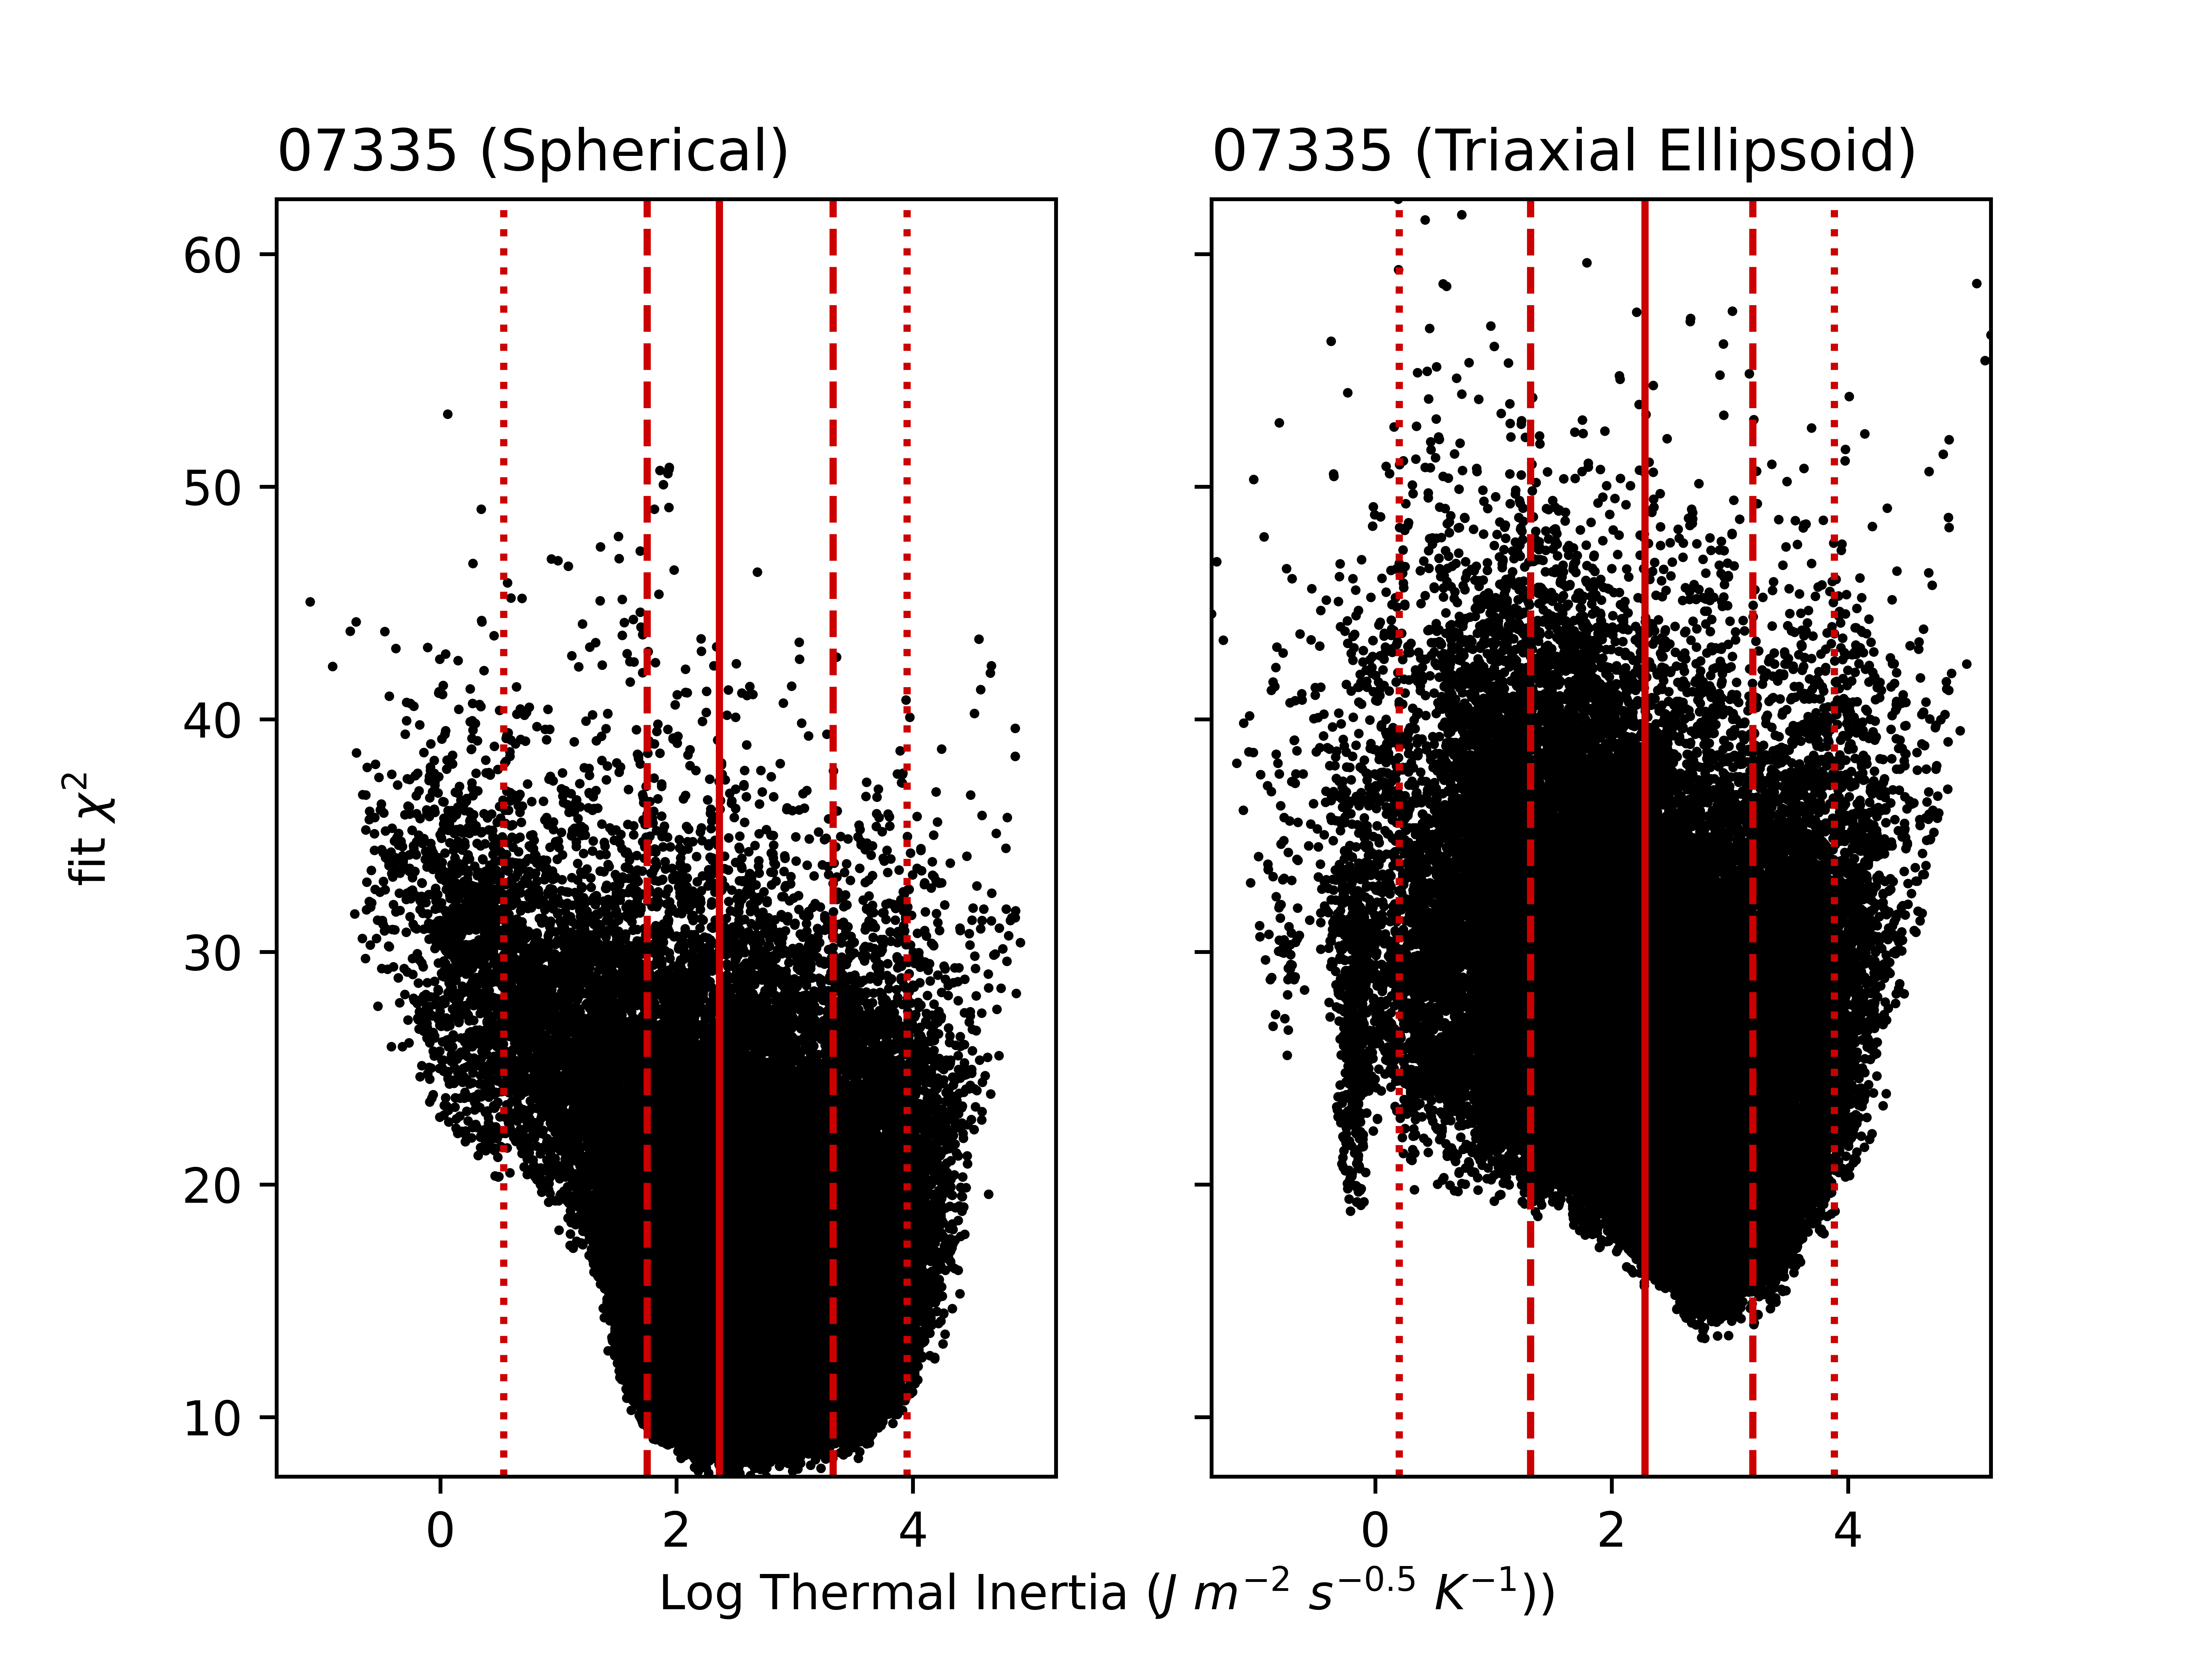 07335 (Spherical)
07335 (Triaxial Ellipsoid)
60
50
40
30
20
10
fit χ²
0 2 4
0 2 4
Log Thermal Inertia (J m⁻² s⁻⁰·⁵ K⁻¹))